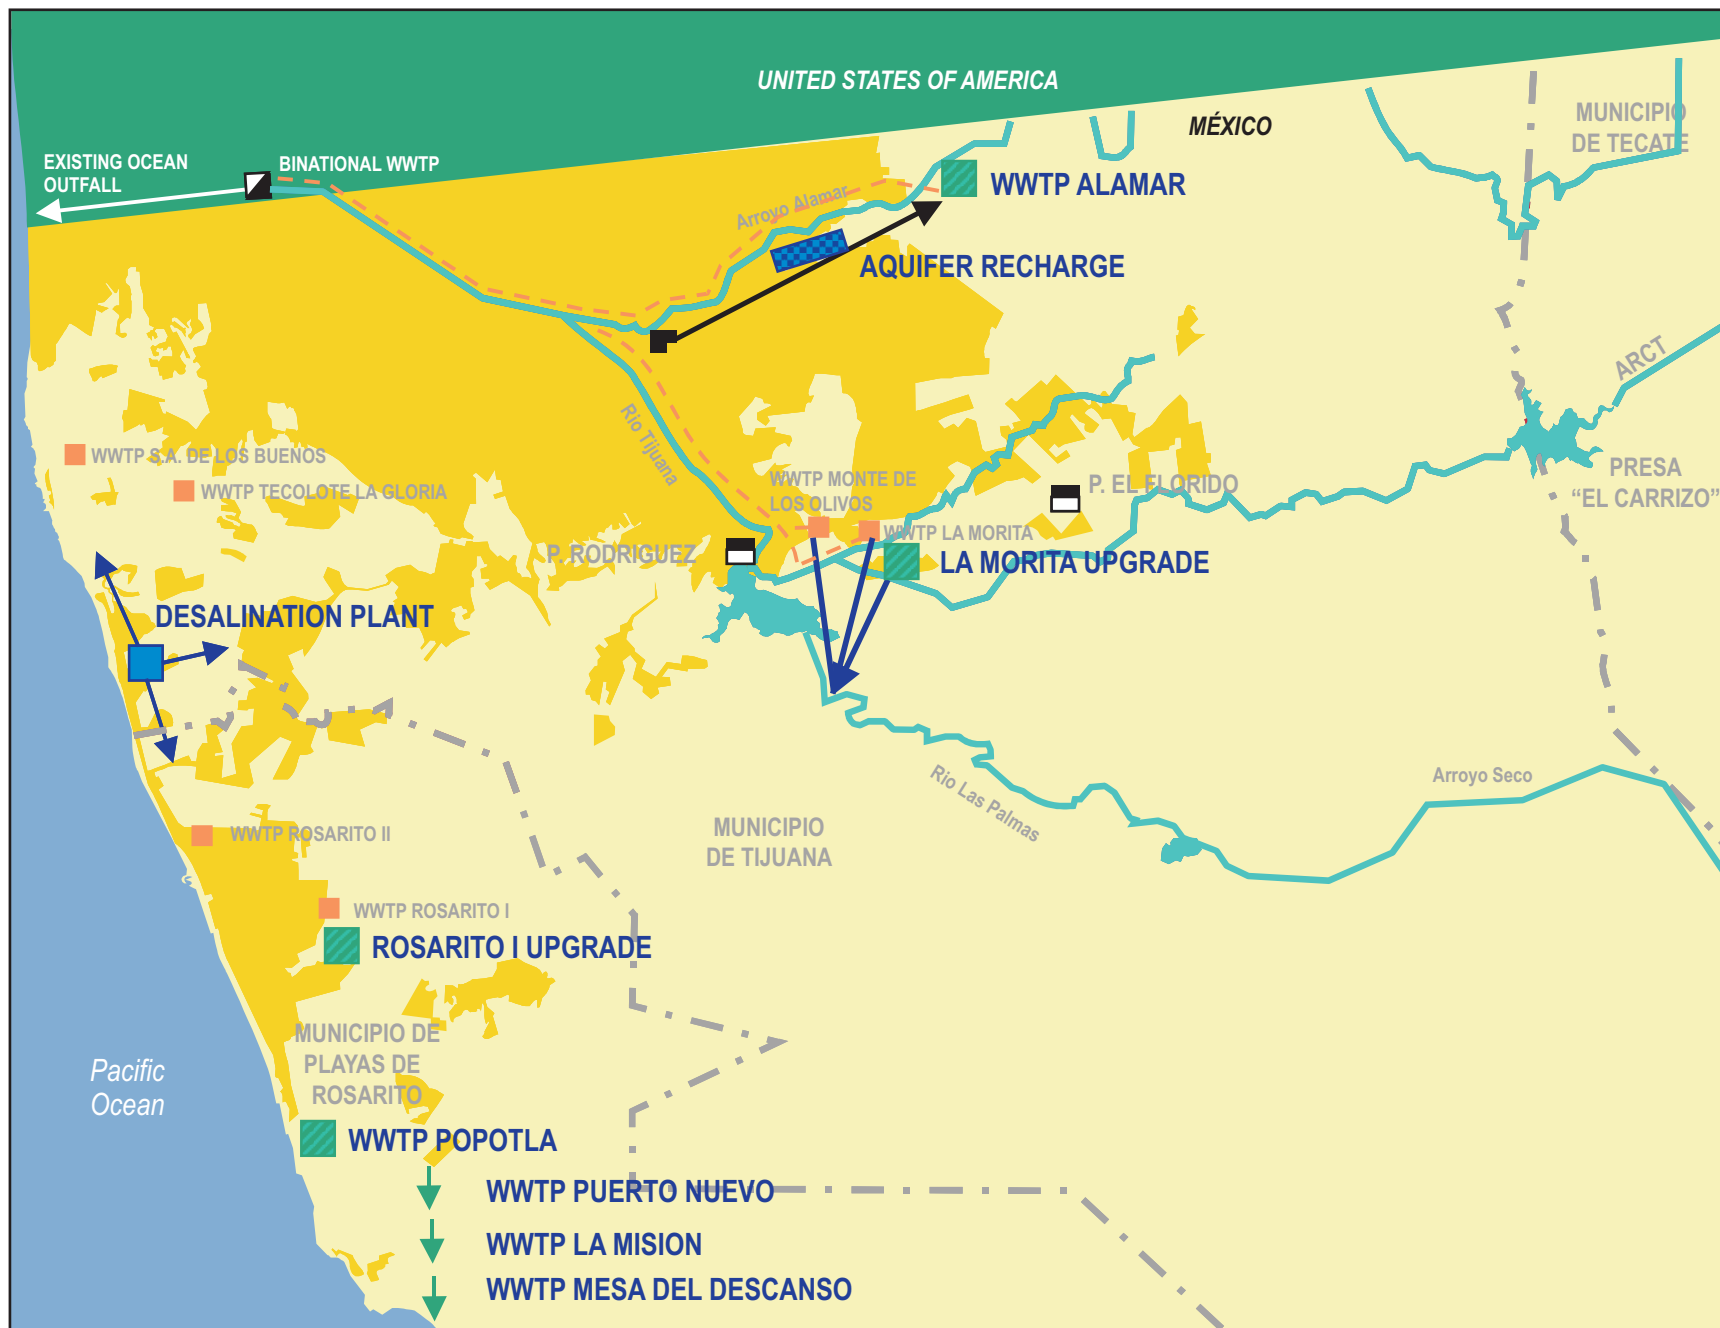 UNITED STATES OF AMERICA
MÉXICO
MUNICIPIO
DE TECATE
EXISTING OCEAN
OUTFALL
BINATIONAL WWTP
WWTP ALAMAR
Arroyo Alamar
AQUIFER RECHARGE
ARCT
Rio Tijuana
WWTP S.A. DE LOS BUENOS
WWTP TECOLOTE LA GLORIA
WWTP MONTE DE
LOS OLIVOS
P. EL FLORIDO
PRESA
“EL CARRIZO”
WWTP LA MORITA
P. RODRIGUEZ
LA MORITA UPGRADE
DESALINATION PLANT
Rio Las Palmas
Arroyo Seco
MUNICIPIO
DE TIJUANA
WWTP ROSARITO II
WWTP ROSARITO I
ROSARITO I UPGRADE
MUNICIPIO DE
PLAYAS DE
ROSARITO
Pacific
Ocean
WWTP POPOTLA
WWTP PUERTO NUEVO
WWTP LA MISION
WWTP MESA DEL DESCANSO